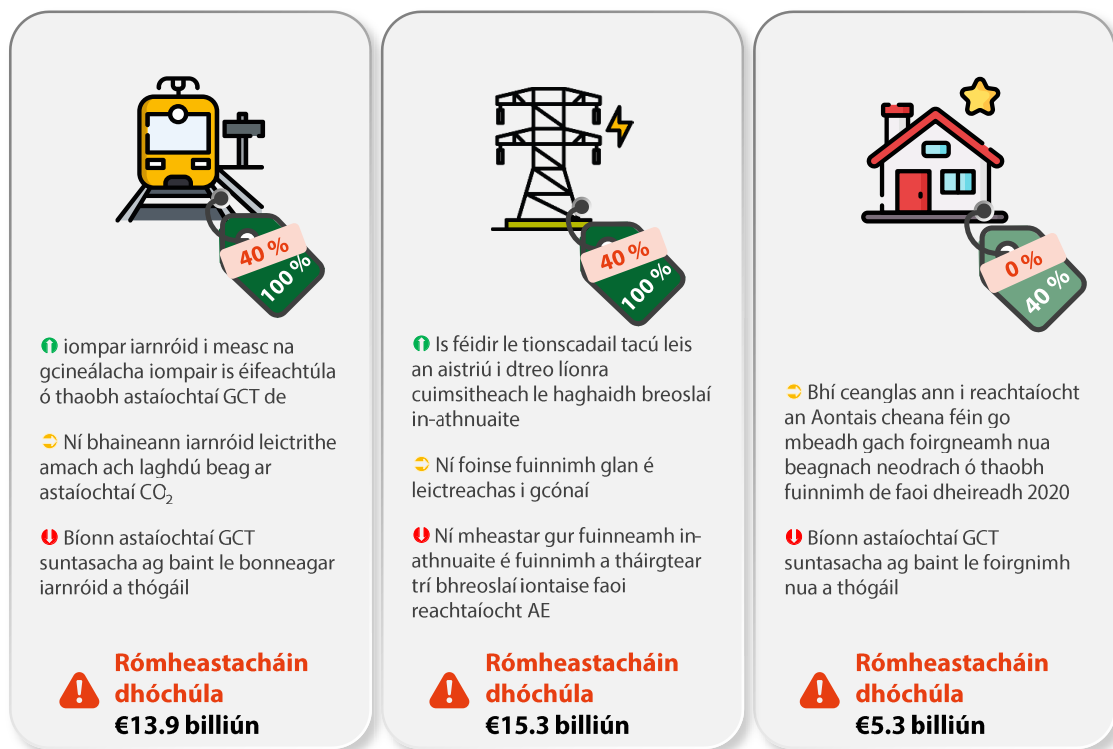 40 %
100 %
iompar iarnróid i measc na
gcineálacha iompair is éifeachtúla
ó thaobh astaíochtaí GCT de
Ní bhaineann iarnróid leictrithe
amach ach laghdú beag ar
astaíochtaí CO₂
Bíonn astaíochtaí GCT
suntasacha ag baint le bonneagar
iarnróid a thógáil
Rómheastacháin
dhóchúla
€13.9 billiún
40 %
100 %
Is féidir le tionscadail tacú leis
an aistriú i dtreo líonra
cuimsitheach le haghaidh breoslaí
in-athnuaite
Ní foinse fuinnimh glan é
leictreachas i gcónaí
Ní mheastar gur fuinneamh in-
athnuaite é fuinnimh a tháirgtear
trí bhreoslaí iontaise faoi
reachtaíocht AE
Rómheastacháin
dhóchúla
€15.3 billiún
0 %
40 %
Bhí ceanglas ann i reachtaíocht
an Aontais cheana féin go
mbeadh gach foirgneamh nua
beagnach neodrach ó thaobh
fuinnimh de faoi dheireadh 2020
Bíonn astaíochtaí GCT
suntasacha ag baint le foirgnimh
nua a thógáil
Rómheastacháin
dhóchúla
€5.3 billiún